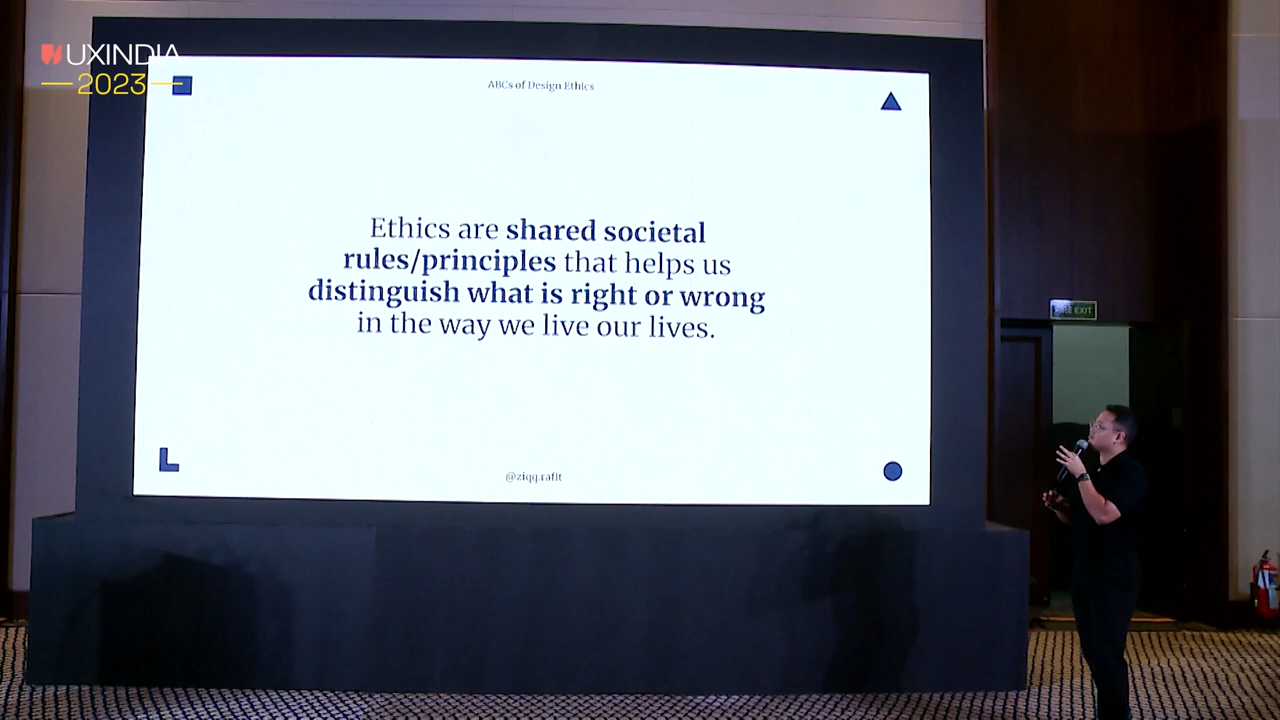 UXINDIA
2023
ABCs of Design Ethics
Ethics are shared societal
rules/principles that helps us
distinguish what is right or wrong
in the way we live our lives.
@ziqq.rafit
EXIT